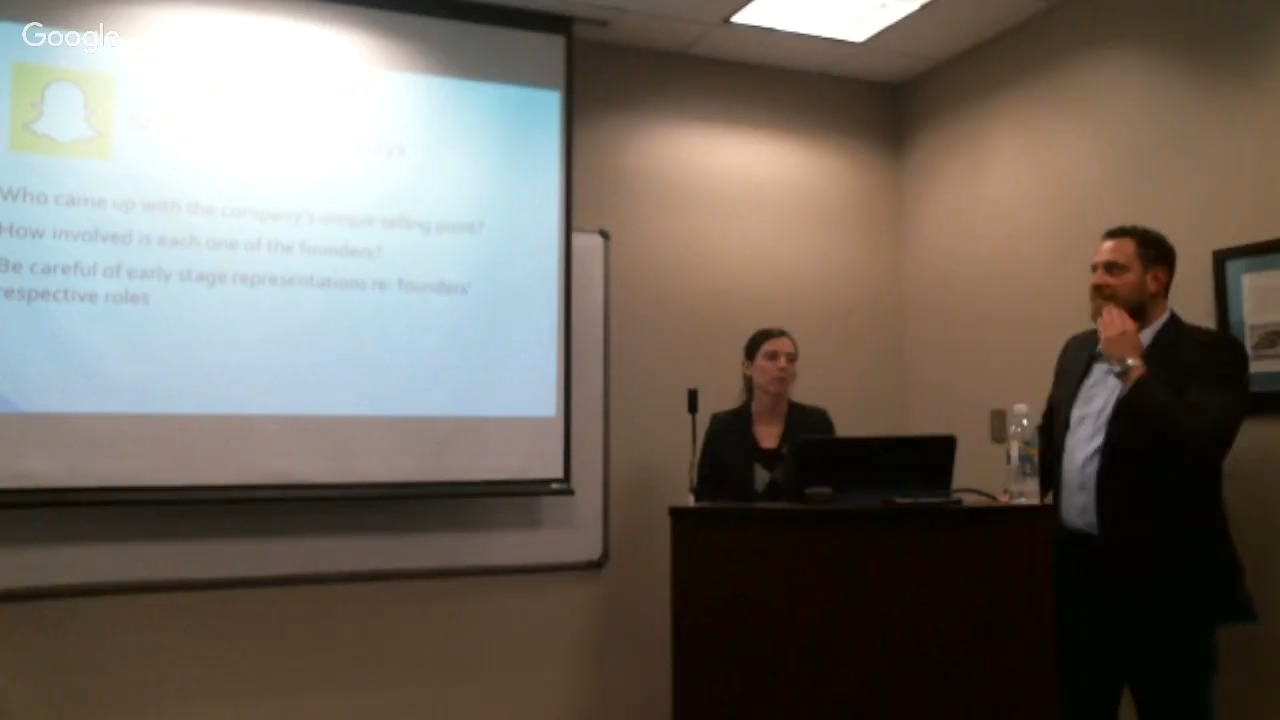 Google
Who came up with the company's unique selling point?
How involved is each one of the founders?
Be careful of early stage representations re: founders'
respective roles